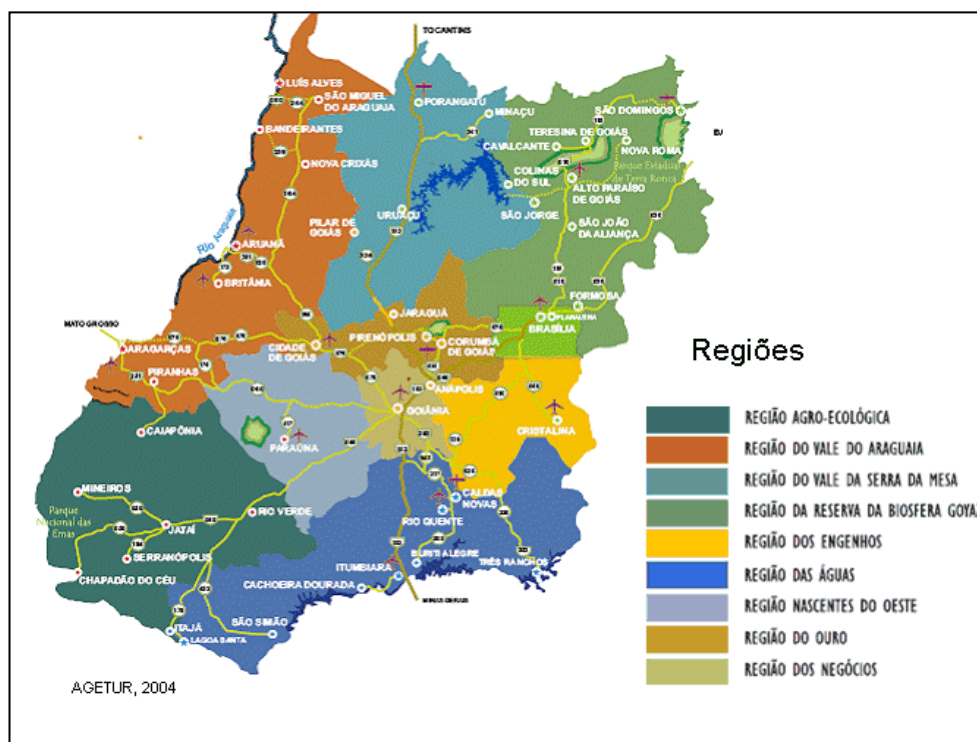 TOCANTINS
LUÍS ALVES
SÃO MIGUEL
DO ARAGUAIA
PORANGATU
MINAÇU
SÃO DOMINGOS
BANDEIRANTES
TERESINA DE GOIÁS
CAVALCANTE
NOVA ROMA
NOVA CRIXÁS
COLINAS
DO SUL
Parque Estadual
de Terra Ronca
ALTO PARAÍSO
DE GOIÁS
SÃO JORGE
URUAÇU
PILAR DE
GOIÁS
SÃO JOÃO
DA ALIANÇA
Rio Araguaia
ARUANÃ
BRITÂNIA
FORMOSA
JARAGUÁ
BRASÍLIA
MATO GROSSO
PIRENÓPOLIS
CORUMBÁ
DE GOIÁS
CIDADE
DE GOIÁS
ARAGARÇAS
PIRANHAS
ANÁPOLIS
GOIÂNIA
CRISTALINA
CAIAPÔNIA
PARAÚNA
MINEIROS
Parque
Nacional das
Emas
RIO VERDE
JATAÍ
SERRANÓPOLIS
CHAPADÃO DO CÉU
CALDAS
NOVAS
RIO QUENTE
BURITI ALEGRE
ITUMBIARA
CACHOEIRA DOURADA
TRÊS RANCHOS
MINAS GERAIS
ITAJÁ
LAGOA SANTA
SÃO SIMÃO
AGETUR, 2004
Regiões
REGIÃO AGRO-ECOLÓGICA
REGIÃO DO VALE DO ARAGUAIA
REGIÃO DO VALE DA SERRA DA MESA
REGIÃO DA RESERVA DA BIOSFERA GOYAZ
REGIÃO DOS ENGENHOS
REGIÃO DAS ÁGUAS
REGIÃO NASCENTES DO OESTE
REGIÃO DO OURO
REGIÃO DOS NEGÓCIOS